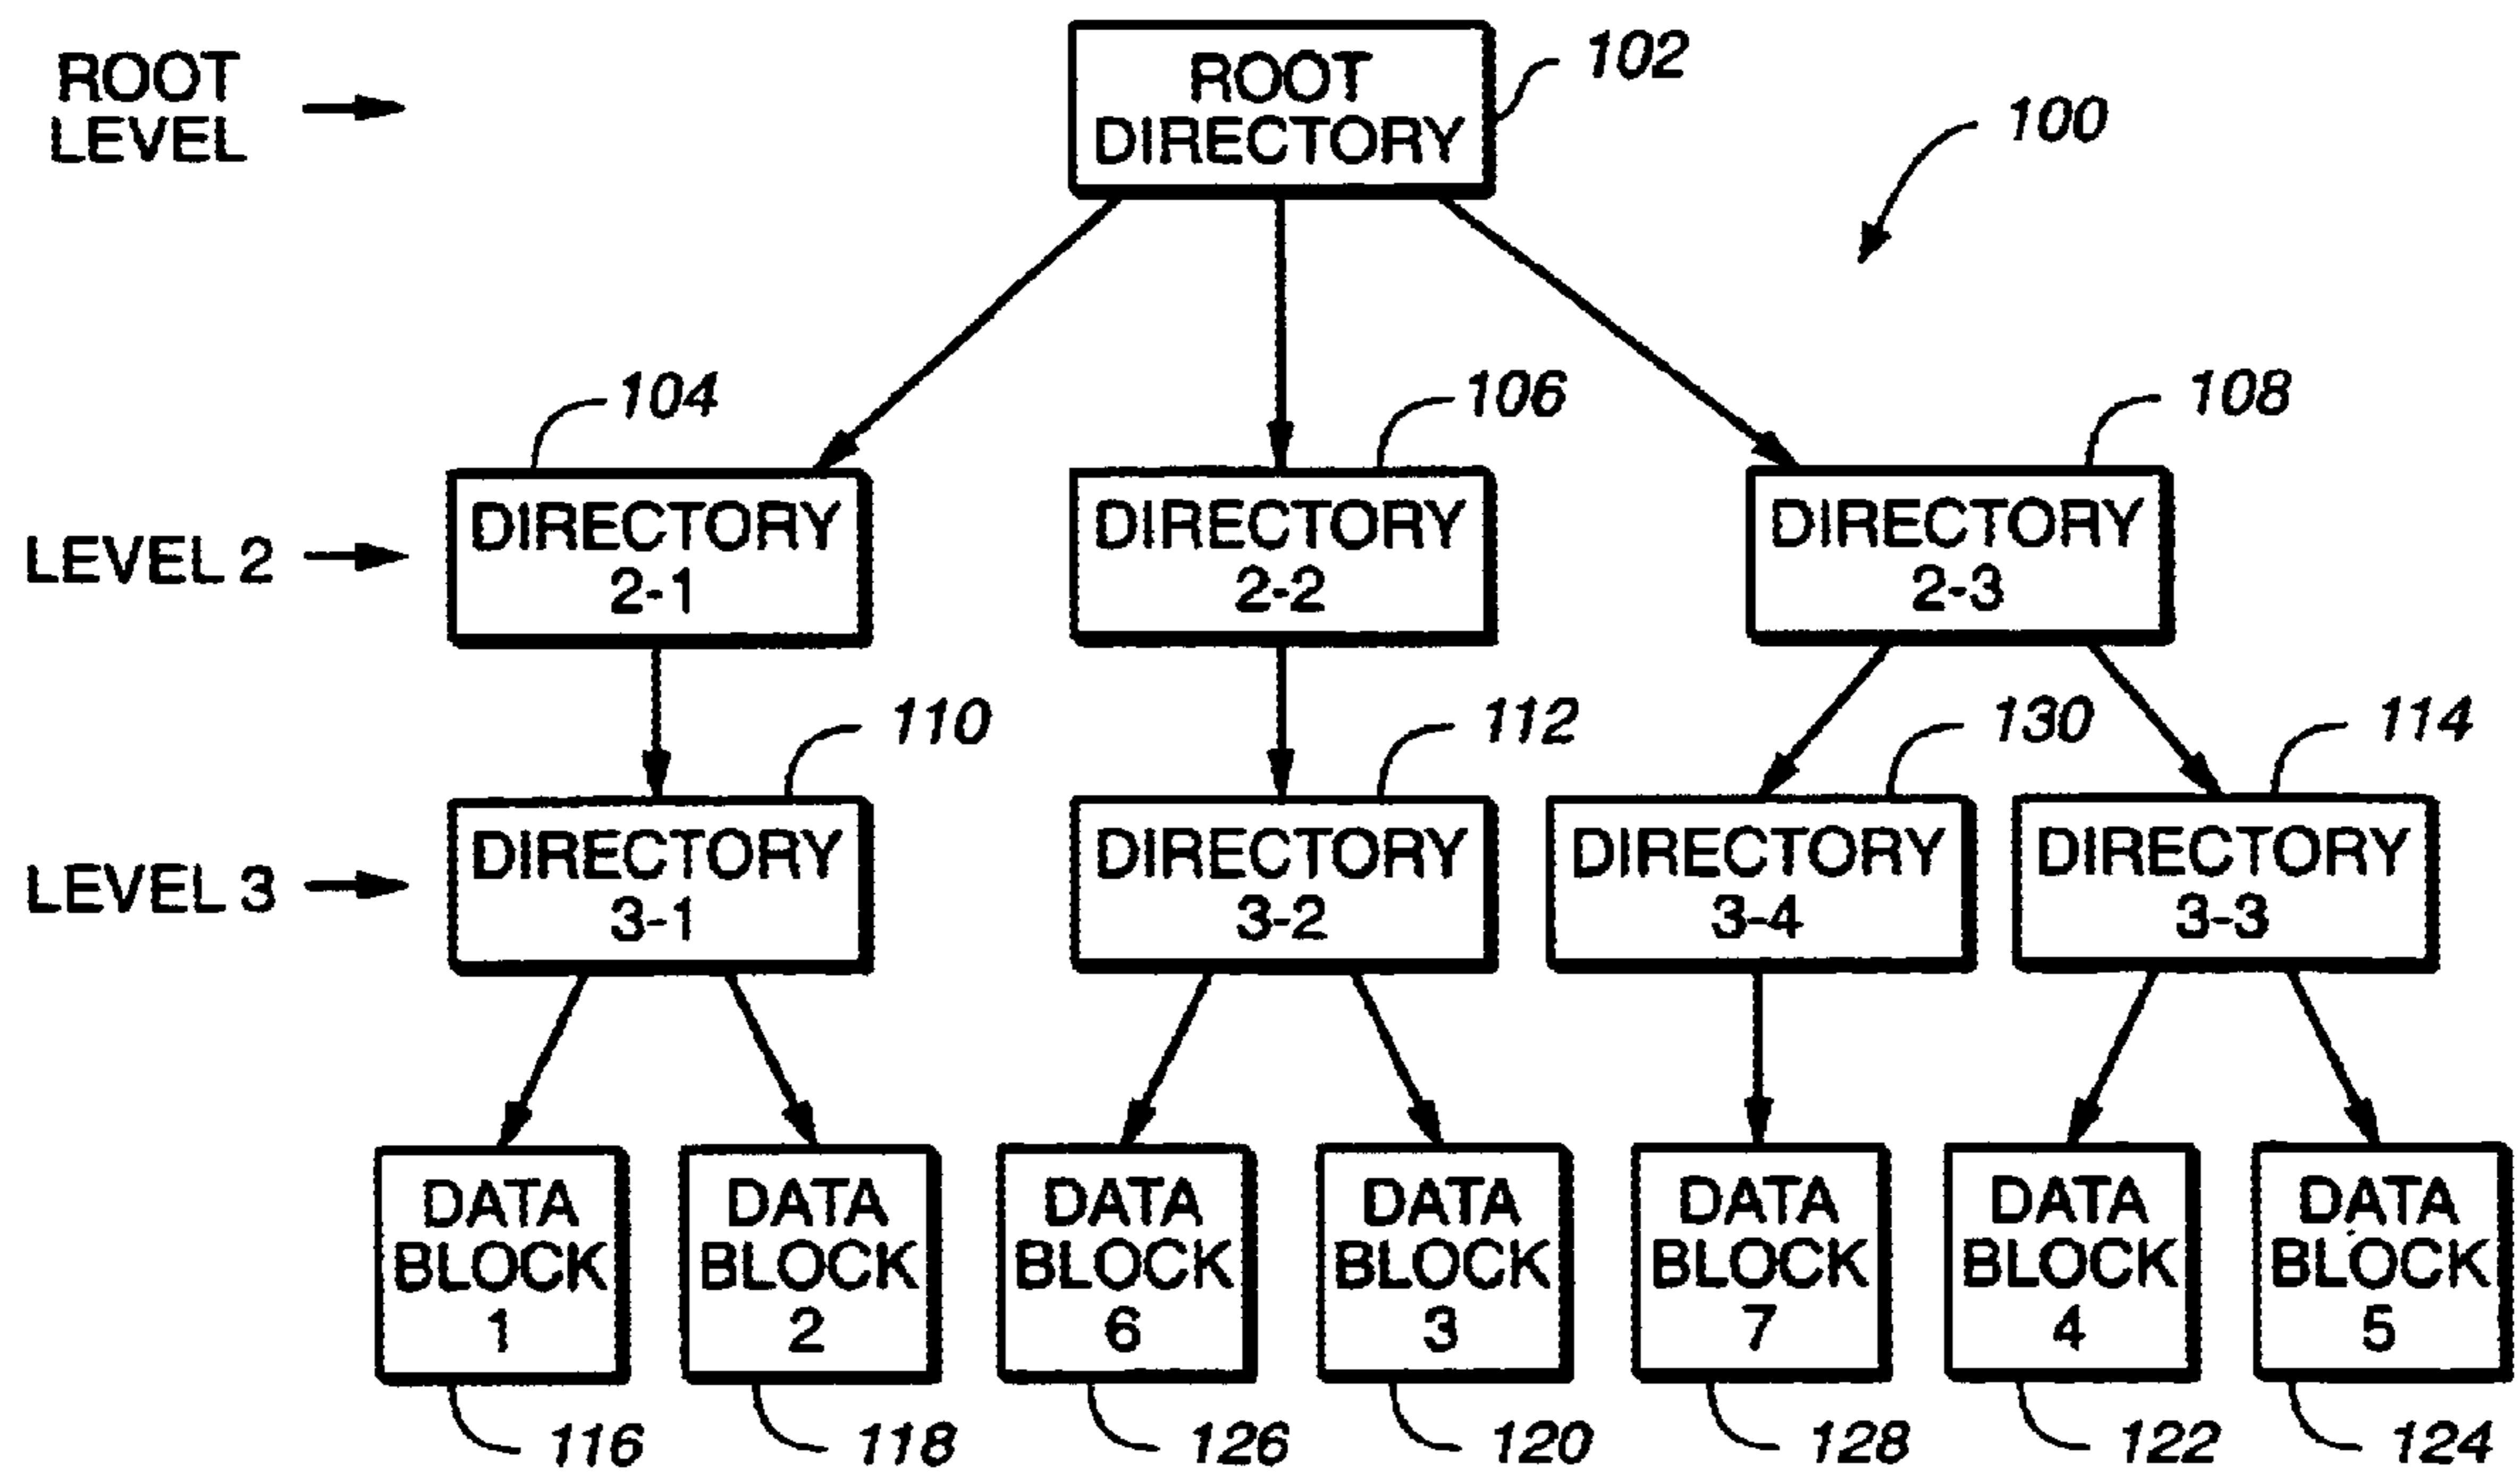 ROOT
LEVEL
ROOT
DIRECTORY
102
100
104
106
108
LEVEL 2
DIRECTORY
2-1
DIRECTORY
2-2
DIRECTORY
2-3
110
112
130
114
LEVEL 3
DIRECTORY
3-1
DIRECTORY
3-2
DIRECTORY
3-4
DIRECTORY
3-3
DATA
BLOCK
1
DATA
BLOCK
2
DATA
BLOCK
6
DATA
BLOCK
3
DATA
BLOCK
7
DATA
BLOCK
4
DATA
BLOCK
5
116
118
126
120
128
122
124